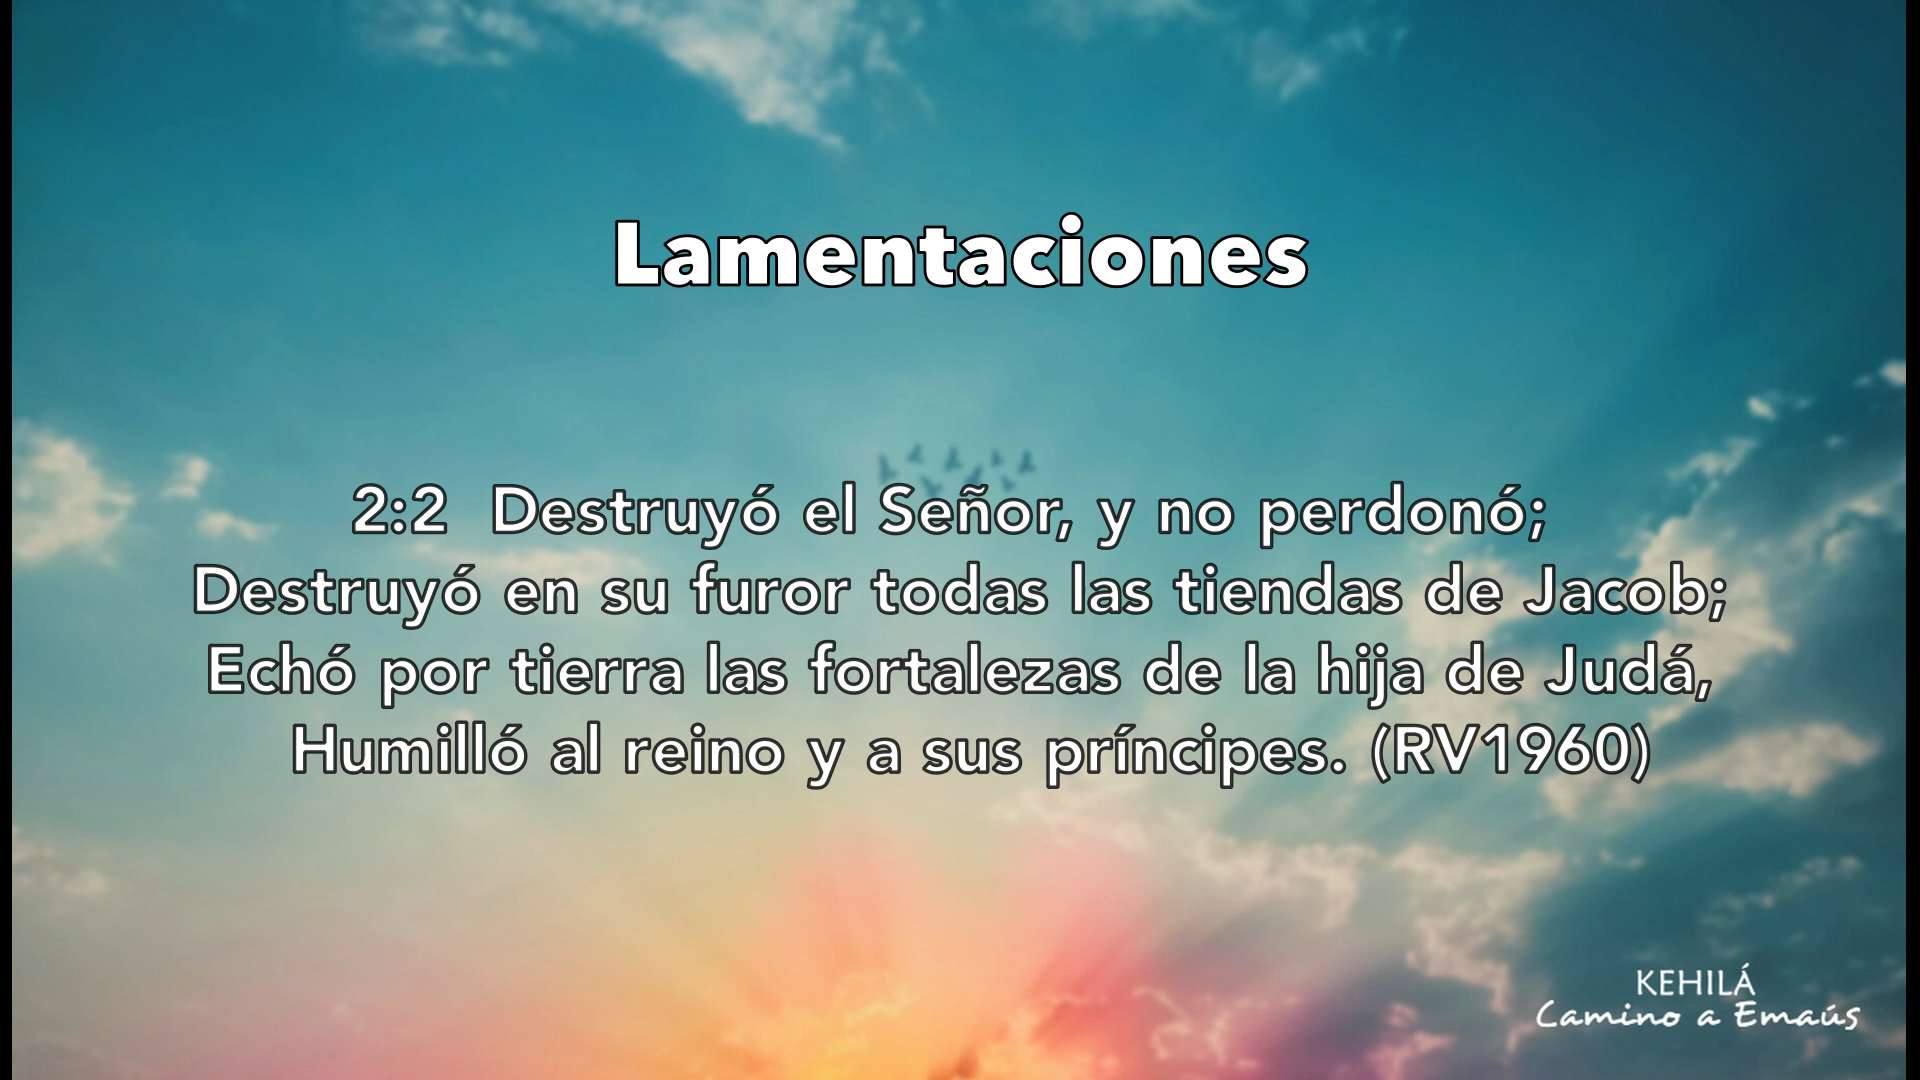 Lamentaciones
2:2  Destruyó el Señor, y no perdonó;
Destruyó en su furor todas las tiendas de Jacob;
Echó por tierra las fortalezas de la hija de Judá,
Humilló al reino y a sus príncipes. (RV1960)
KEHILÁ
Camino a Emaús